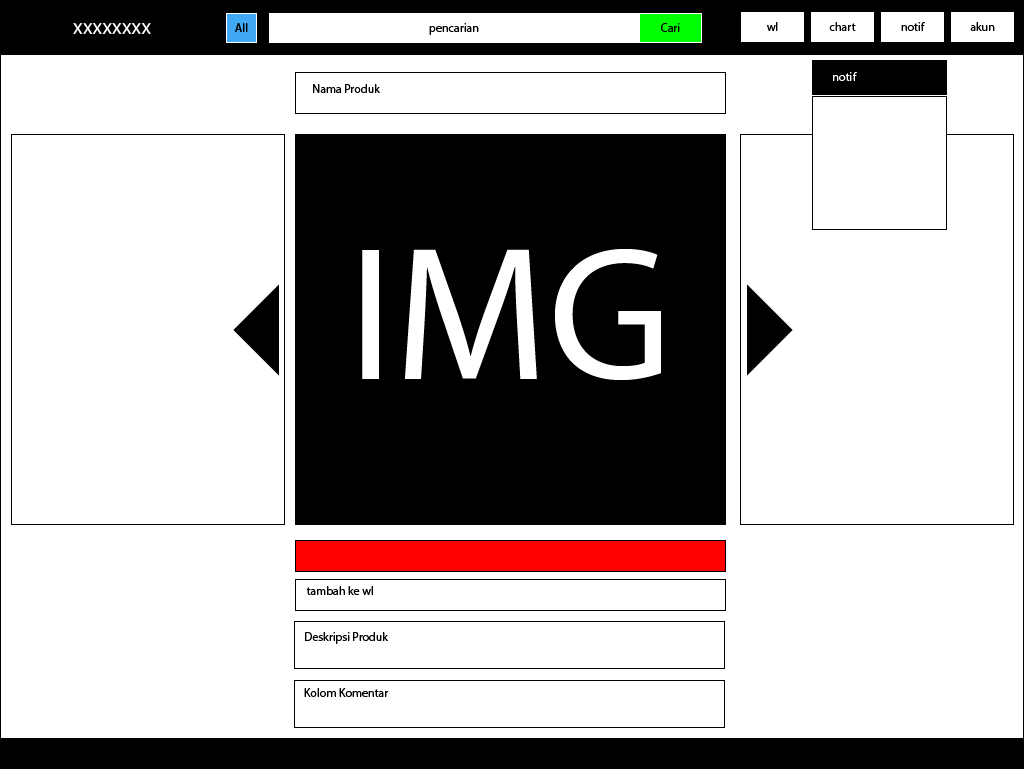 XXXXXXXX
All
pencarian
Cari
wl
chart
notif
akun
notif
Nama Produk
IMG
tambah ke wl
Deskripsi Produk
Kolom Komentar